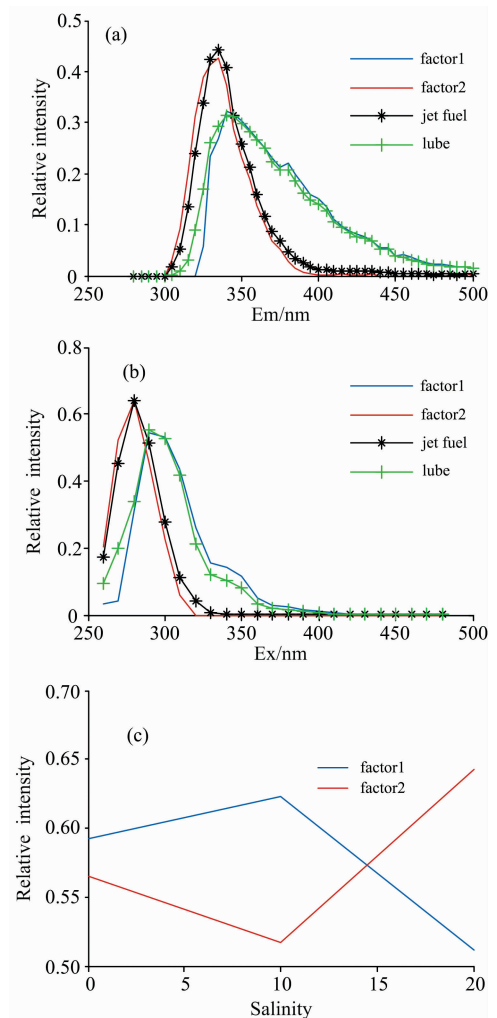 (a)
0.5
0.4
0.3
0.2
0.1
0
Relative intensity
factor1
factor2
jet fuel
lube
250 300 350 400 450 500
Em/nm
(b)
0.8
0.6
0.4
0.2
0
Relative intensity
factor1
factor2
jet fuel
lube
250 300 350 400 450 500
Ex/nm
(c)
0.70
0.65
0.60
0.55
0.50
Relative intensity
factor1
factor2
0 5 10 15 20
Salinity